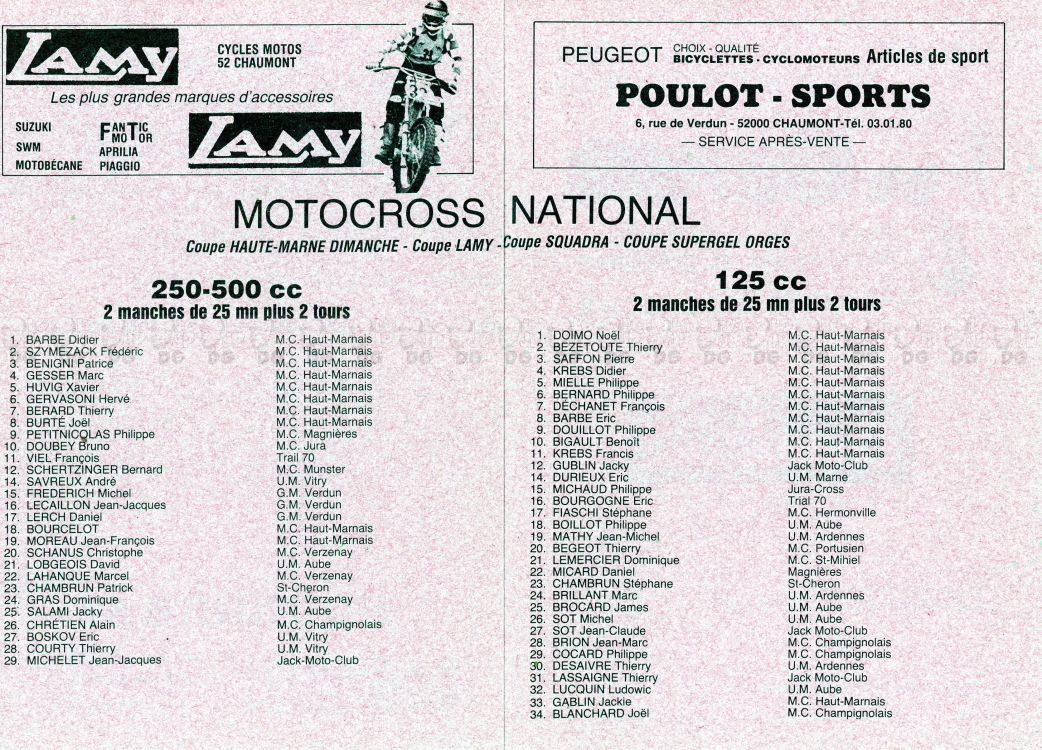 LAMY
CYCLES MOTOS
52 CHAUMONT
Les plus grandes marques d'accessoires
SUZUKI
SWM
MOTOBÉCANE
FANTIC
MOTOR
APRILIA
PIAGGIO
LAMY
PEUGEOT CHOIX - QUALITÉ
BICYCLETTES - CYCLOMOTEURS Articles de sport
POULOT - SPORTS
6, rue de Verdun - 52000 CHAUMONT-Tél. 03.01.80
— SERVICE APRÈS-VENTE —
MOTOCROSS NATIONAL
Coupe HAUTE-MARNE DIMANCHE - Coupe LAMY - Coupe SQUADRA - COUPE SUPERGEL ORGES
250-500 cc
2 manches de 25 mn plus 2 tours
1. BARBE Didier M.C. Haut-Marnais
2. SZYMEZACK Frédéric M.C. Haut-Marnais
3. BENIGNI Patrice M.C. Haut-Marnais
4. GESSER Marc M.C. Haut-Marnais
5. HUVIG Xavier M.C. Haut-Marnais
6. GERVASONI Hervé M.C. Haut-Marnais
7. BERARD Thierry M.C. Haut-Marnais
8. BURTÉ Joël M.C. Haut-Marnais
9. PETITNICOLAS Philippe M.C. Magnières
10. DOUBEY Bruno M.C. Jura
11. VIEL François Trail 70
12. SCHERTZINGER Bernard M.C. Munster
14. SAVREUX André U.M. Vitry
15. FREDERICH Michel G.M. Verdun
16. LECAILLON Jean-Jacques G.M. Verdun
17. LERCH Daniel G.M. Verdun
18. BOURCELOT M.C. Haut-Marnais
19. MOREAU Jean-François M.C. Haut-Marnais
20. SCHANUS Christophe M.C. Verzenay
21. LOBGEOIS David U.M. Aube
22. LAHANQUE Marcel M.C. Verzenay
23. CHAMBRUN Patrick St-Cheron
24. GRAS Dominique M.C. Verzenay
25. SALAMI Jacky U.M. Aube
26. CHRÉTIEN Alain M.C. Champignolais
27. BOSKOV Eric U.M. Vitry
28. COURTY Thierry U.M. Vitry
29. MICHELET Jean-Jacques Jack-Moto-Club
125 cc
2 manches de 25 mn plus 2 tours
1. DOIMO Noël M.C. Haut-Marnais
2. BEZETOUTE Thierry M.C. Haut-Marnais
3. SAFFON Pierre M.C. Haut-Marnais
4. KREBS Didier M.C. Haut-Marnais
5. MIELLE Philippe M.C. Haut-Marnais
6. BERNARD Philippe M.C. Haut-Marnais
7. DÉCHANET François M.C. Haut-Marnais
8. BARBE Eric M.C. Haut-Marnais
9. DOUILLOT Philippe M.C. Haut-Marnais
10. BIGAULT Benoît M.C. Haut-Marnais
11. KREBS Francis M.C. Haut-Marnais
12. GUBLIN Jacky Jack Moto-Club
14. DURIEUX Eric U.M. Marne
15. MICHAUD Philippe Jura-Cross
16. BOURGOGNE Eric Trial 70
17. FIASCHI Stéphane M.C. Hermonville
18. BOILLOT Philippe U.M. Aube
19. MATHY Jean-Michel U.M. Ardennes
20. BEGEOT Thierry M.C. Portusien
21. LEMERCIER Dominique M.C. St-Mihiel
22. MICARD Daniel Magnières
23. CHAMBRUN Stéphane St-Cheron
24. BRILLANT Marc U.M. Ardennes
25. BROCARD James U.M. Aube
26. SOT Michel U.M. Aube
27. SOT Jean-Claude Jack Moto-Club
28. BRION Jean-Marc M.C. Champignolais
29. COCARD Philippe M.C. Champignolais
30. DESAIVRE Thierry U.M. Ardennes
31. LASSAIGNE Thierry Jack Moto-Club
32. LUCQUIN Ludowic U.M. Aube
33. GABLIN Jackie M.C. Haut-Marnais
34. BLANCHARD Joël M.C. Champignolais